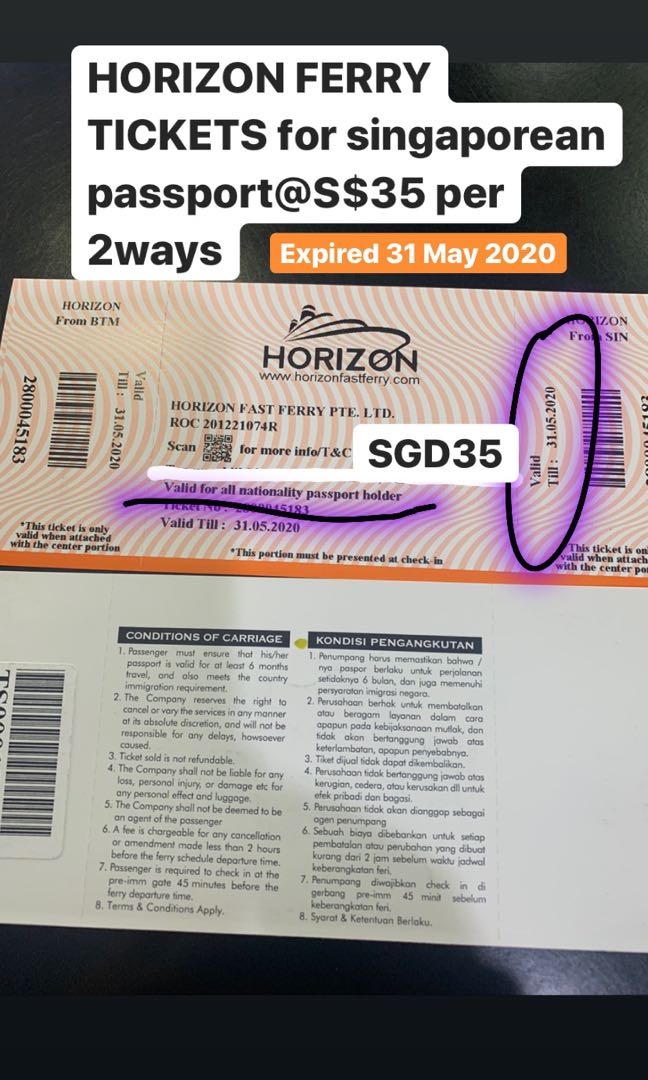 HORIZON FERRY
TICKETS for singaporean
passport@S$35 per
2ways
Expired 31 May 2020
HORIZON
From BTM
2800045183
Valid
Till : 31.05.2020
*This ticket is only
valid when attached
with the center portion
HORIZON
www.horizonfastferry.com
HORIZON FAST FERRY PTE. LTD.
ROC 201221074R
Scan for more info/T&C
SGD35
Valid for all nationality passport holder
Ticket No : 2800045183
Valid Till : 31.05.2020
*This portion must be presented at check-in
HORIZON
From SIN
Valid
Till : 31.05.2020
*This ticket is on
valid when attach
with the center po
CONDITIONS OF CARRIAGE
1. Passenger must ensure that his/her
passport is valid for at least 6 months
travel, and also meets the country
immigration requirement.
2. The Company reserves the right to
cancel or vary the services in any manner
at its absolute discretion, and will not be
responsible for any delays, howsoever
caused.
3. Ticket sold is not refundable.
4. The Company shall not be liable for any
loss, personal injury, or damage etc for
any personal effect and luggage.
5. The Company shall not be deemed to be
an agent of the passenger
6. A fee is chargeable for any cancellation
or amendment made less than 2 hours
before the ferry schedule departure time.
7. Passenger is required to check in at the
pre-imm gate 45 minutes before the
ferry departure time.
8. Terms & Conditions Apply.
KONDISI PENGANGKUTAN
1. Penumpang harus memastikan bahwa /
nya paspor berlaku untuk perjalanan
setidaknya 6 bulan, dan juga memenuhi
persyaratan imigrasi negara.
2. Perusahaan berhak untuk membatalkan
atau beragam layanan dalam cara
apapun pada kebijaksanaan mutlak, dan
tidak akan bertanggung jawab atas
keterlambatan, apapun penyebabnya.
3. Tiket dijual tidak dapat dikembalikan.
4. Perusahaan tidak bertanggung jawab atas
kerugian, cedera, atau kerusakan dll untuk
efek pribadi dan bagasi.
5. Perusahaan tidak akan dianggap sebagai
agen penumpang
6. Sebuah biaya dibebankan untuk setiap
pembatalan atau perubahan yang dibuat
kurang dari 2 jam sebelum waktu jadwal
keberangkatan feri.
7. Penumpang diwajibkan check in di
gerbang pre-imm 45 minit sebelum
keberangkatan feri.
8. Syarat & Ketentuan Berlaku.